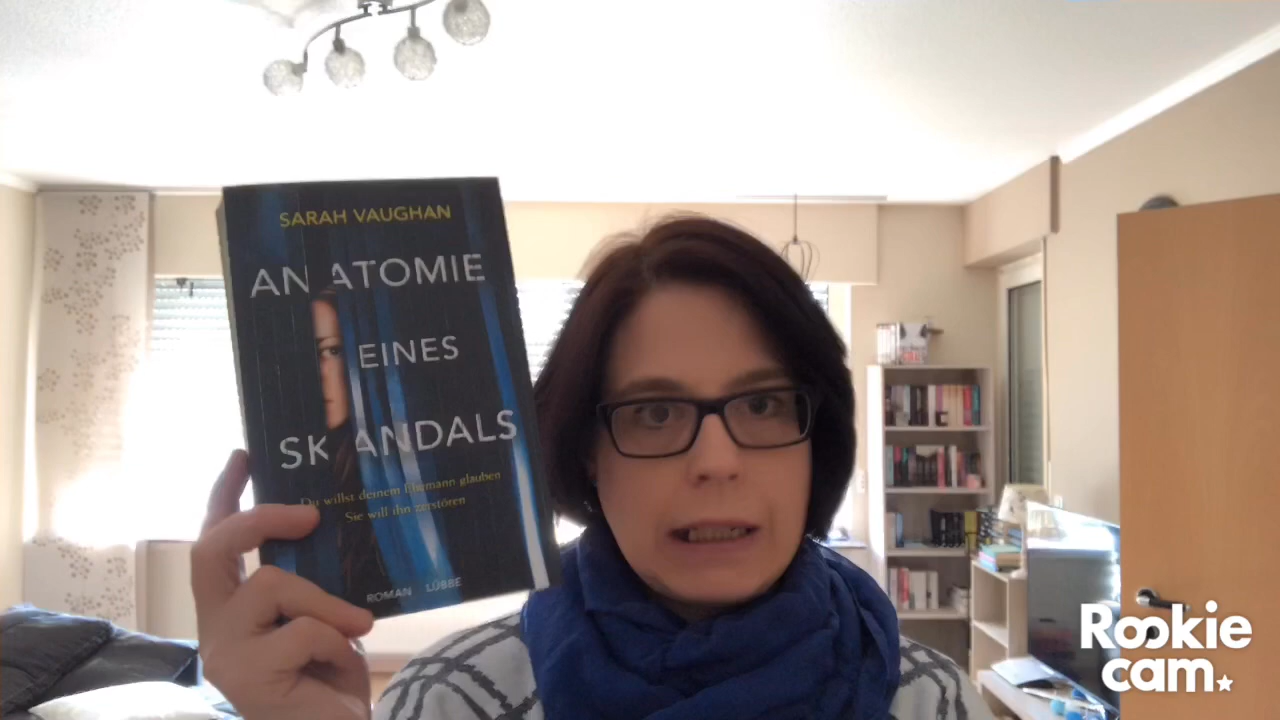 SARAH VAUGHAN
ANATOMIE
EINES
SKANDALS
Du willst deinem Ehemann glauben
Sie will ihn zerstören
ROMAN LÜBBE
Rookie
cam.